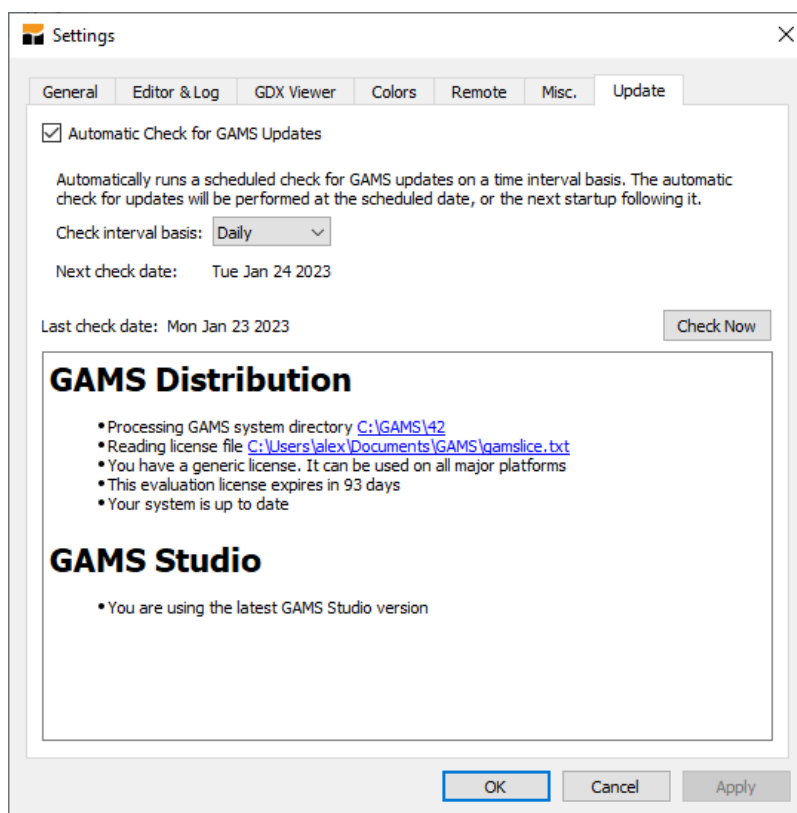 Settings
General Editor & Log GDX Viewer Colors Remote Misc. Update
Automatic Check for GAMS Updates
Automatically runs a scheduled check for GAMS updates on a time interval basis. The automatic
check for updates will be performed at the scheduled date, or the next startup following it.
Check interval basis: Daily
Next check date: Tue Jan 24 2023
Last check date: Mon Jan 23 2023 Check Now
GAMS Distribution
• Processing GAMS system directory C:\GAMS\42
• Reading license file C:\Users\alex\Documents\GAMS\gamslice.txt
• You have a generic license. It can be used on all major platforms
• This evaluation license expires in 93 days
• Your system is up to date
GAMS Studio
• You are using the latest GAMS Studio version
OK Cancel Apply